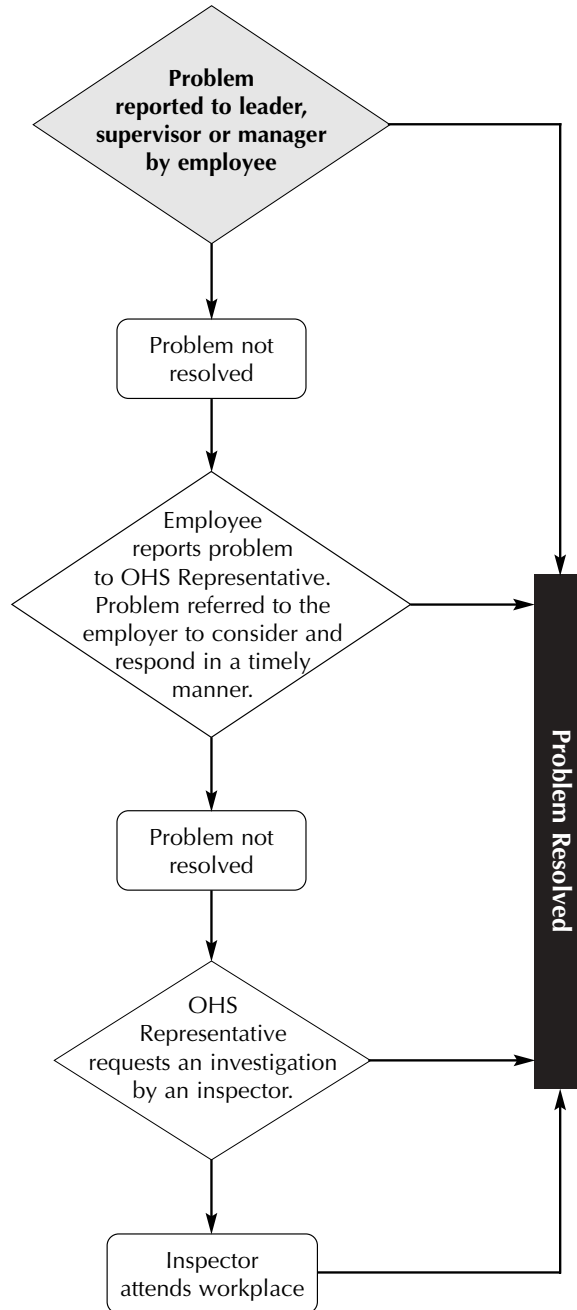 Problem
reported to leader,
supervisor or manager
by employee
Problem not
resolved
Employee
reports problem
to OHS Representative.
Problem referred to the
employer to consider and
respond in a timely
manner.
Problem Resolved
Problem not
resolved
OHS
Representative
requests an investigation
by an inspector.
Inspector
attends workplace